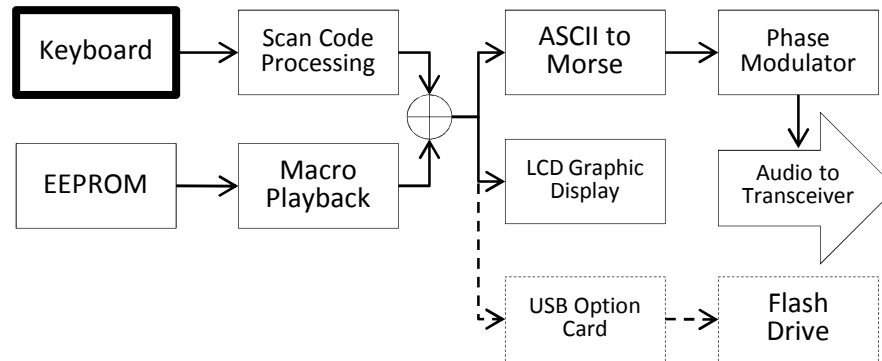 Keyboard
Scan Code
Processing
ASCII to
Morse
Phase
Modulator
EEPROM
Macro
Playback
LCD Graphic
Display
Audio to
Transceiver
USB Option
Card
Flash
Drive